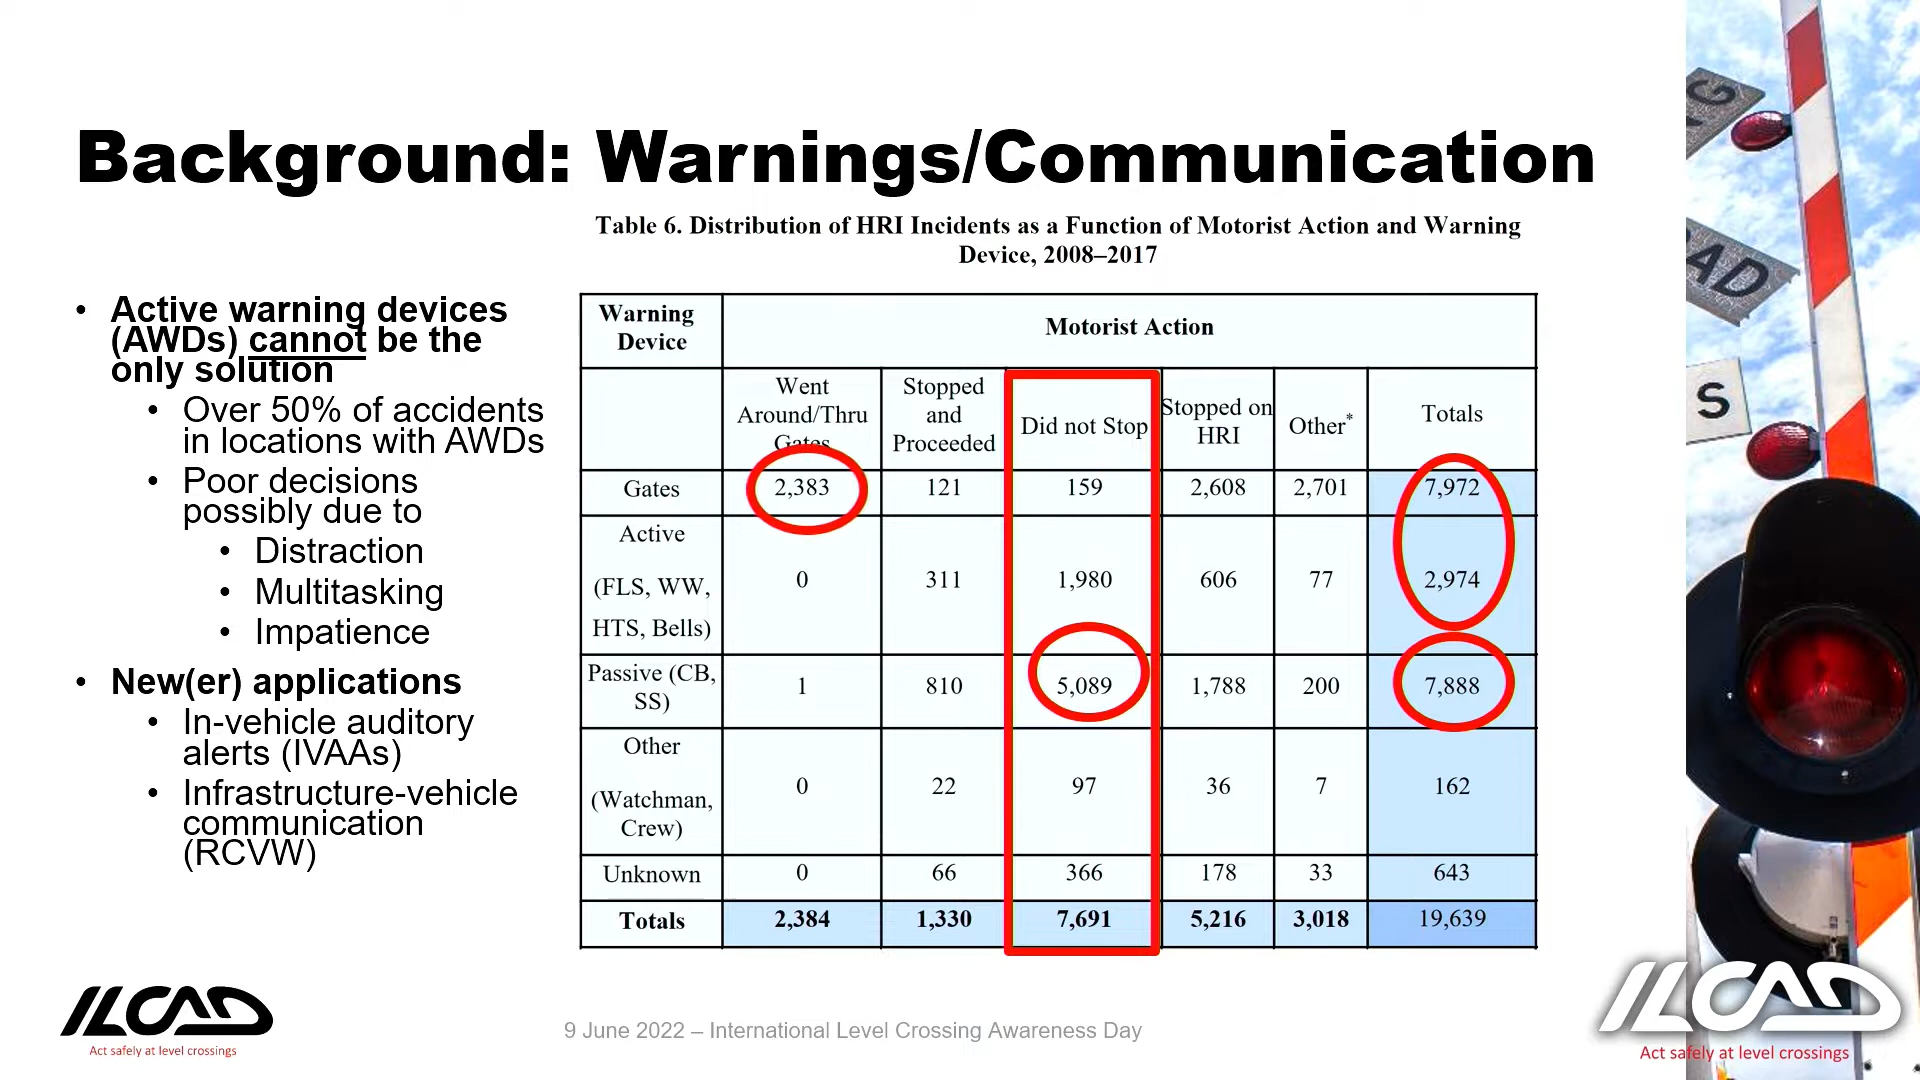 Background: Warnings/Communication
Table 6. Distribution of HRI Incidents as a Function of Motorist Action and Warning
Device, 2008–2017
• Active warning devices
(AWDs) cannot be the
only solution
• Over 50% of accidents
in locations with AWDs
• Poor decisions
possibly due to
• Distraction
• Multitasking
• Impatience
• New(er) applications
• In-vehicle auditory
alerts (IVAAs)
• Infrastructure-vehicle
communication
(RCVW)
Warning
Device
Motorist Action
Went
Around/Thru
Gates
Stopped
and
Proceeded
Did not Stop
Stopped on
HRI
Other*
Totals
Gates 2,383 121 159 2,608 2,701 7,972
Active
(FLS, WW,
HTS, Bells)
0 311 1,980 606 77 2,974
Passive (CB,
SS)
1 810 5,089 1,788 200 7,888
Other
(Watchman,
Crew)
0 22 97 36 7 162
Unknown 0 66 366 178 33 643
Totals 2,384 1,330 7,691 5,216 3,018 19,639
G
AD
S
ILCAD
Act safely at level crossings
9 June 2022 – International Level Crossing Awareness Day
ILCAD
Act safely at level crossings